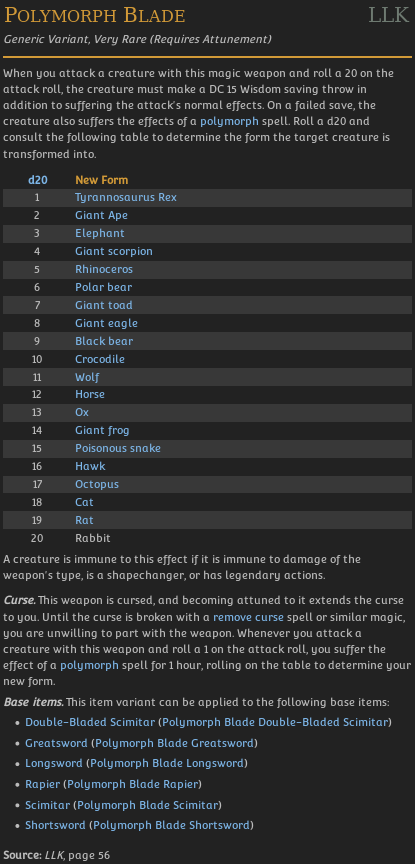 POLYMORPH BLADE LLK
Generic Variant, Very Rare (Requires Attunement)
When you attack a creature with this magic weapon and roll a 20 on the
attack roll, the creature must make a DC 15 Wisdom saving throw in
addition to suffering the attack's normal effects. On a failed save, the
creature also suffers the effects of a polymorph spell. Roll a d20 and
consult the following table to determine the form the target creature is
transformed into.
d20 New Form
1 Tyrannosaurus Rex
2 Giant Ape
3 Elephant
4 Giant scorpion
5 Rhinoceros
6 Polar bear
7 Giant toad
8 Giant eagle
9 Black bear
10 Crocodile
11 Wolf
12 Horse
13 Ox
14 Giant frog
15 Poisonous snake
16 Hawk
17 Octopus
18 Cat
19 Rat
20 Rabbit
A creature is immune to this effect if it is immune to damage of the
weapon's type, is a shapechanger, or has legendary actions.
Curse. This weapon is cursed, and becoming attuned to it extends the curse
to you. Until the curse is broken with a remove curse spell or similar magic,
you are unwilling to part with the weapon. Whenever you attack a
creature with this weapon and roll a 1 on the attack roll, you suffer the
effect of a polymorph spell for 1 hour, rolling on the table to determine your
new form.
Base items. This item variant can be applied to the following base items:
• Double-Bladed Scimitar (Polymorph Blade Double-Bladed Scimitar)
• Greatsword (Polymorph Blade Greatsword)
• Longsword (Polymorph Blade Longsword)
• Rapier (Polymorph Blade Rapier)
• Scimitar (Polymorph Blade Scimitar)
• Shortsword (Polymorph Blade Shortsword)
Source: LLK, page 56